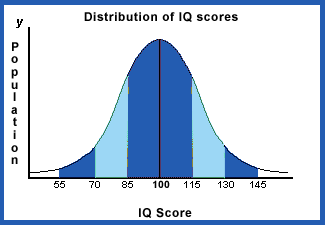 Distribution of IQ scores
y
Population
55 70 85 100 115 130 145
IQ Score